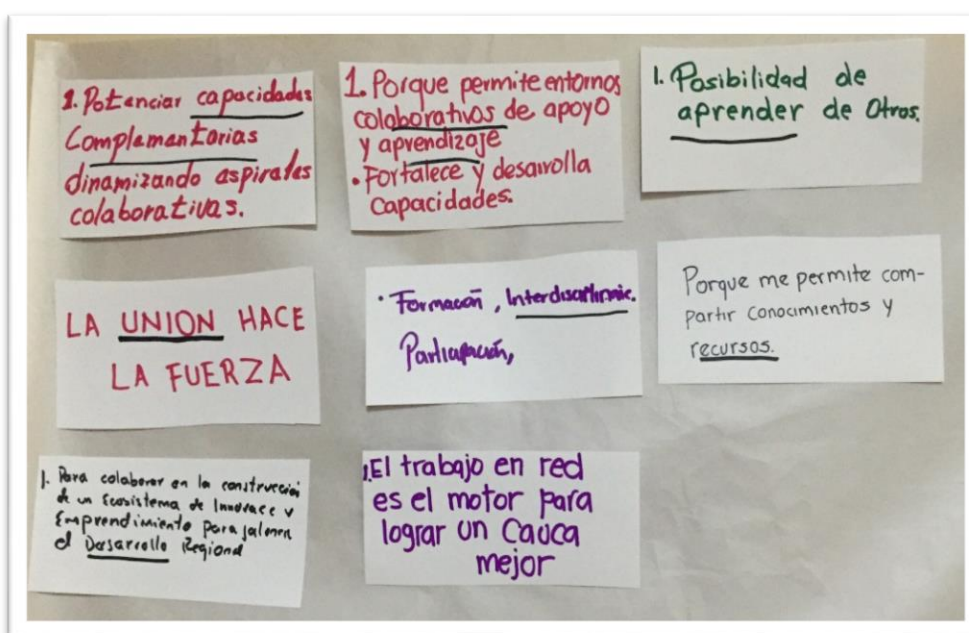 1. Potenciar capacidades
Complementarias
dinamizando aspirales
colaborativas.
1. Porque permite entornos
colaborativos de apoyo
y aprendizaje
• Fortalece y desarrolla
Capacidades.
1. Posibilidad de
aprender de Otros.
LA UNION HACE
LA FUERZA
• Formación, Interdisciplinic.
Participación,
Porque me permite com-
partir conocimientos y
recursos.
1. Para colaborar en la construcción
de un Ecosistema de y
Emprendimiento para jalonen
el Desarrollo Regional
1. El trabajo en red
es el motor para
lograr un Cauca
mejor